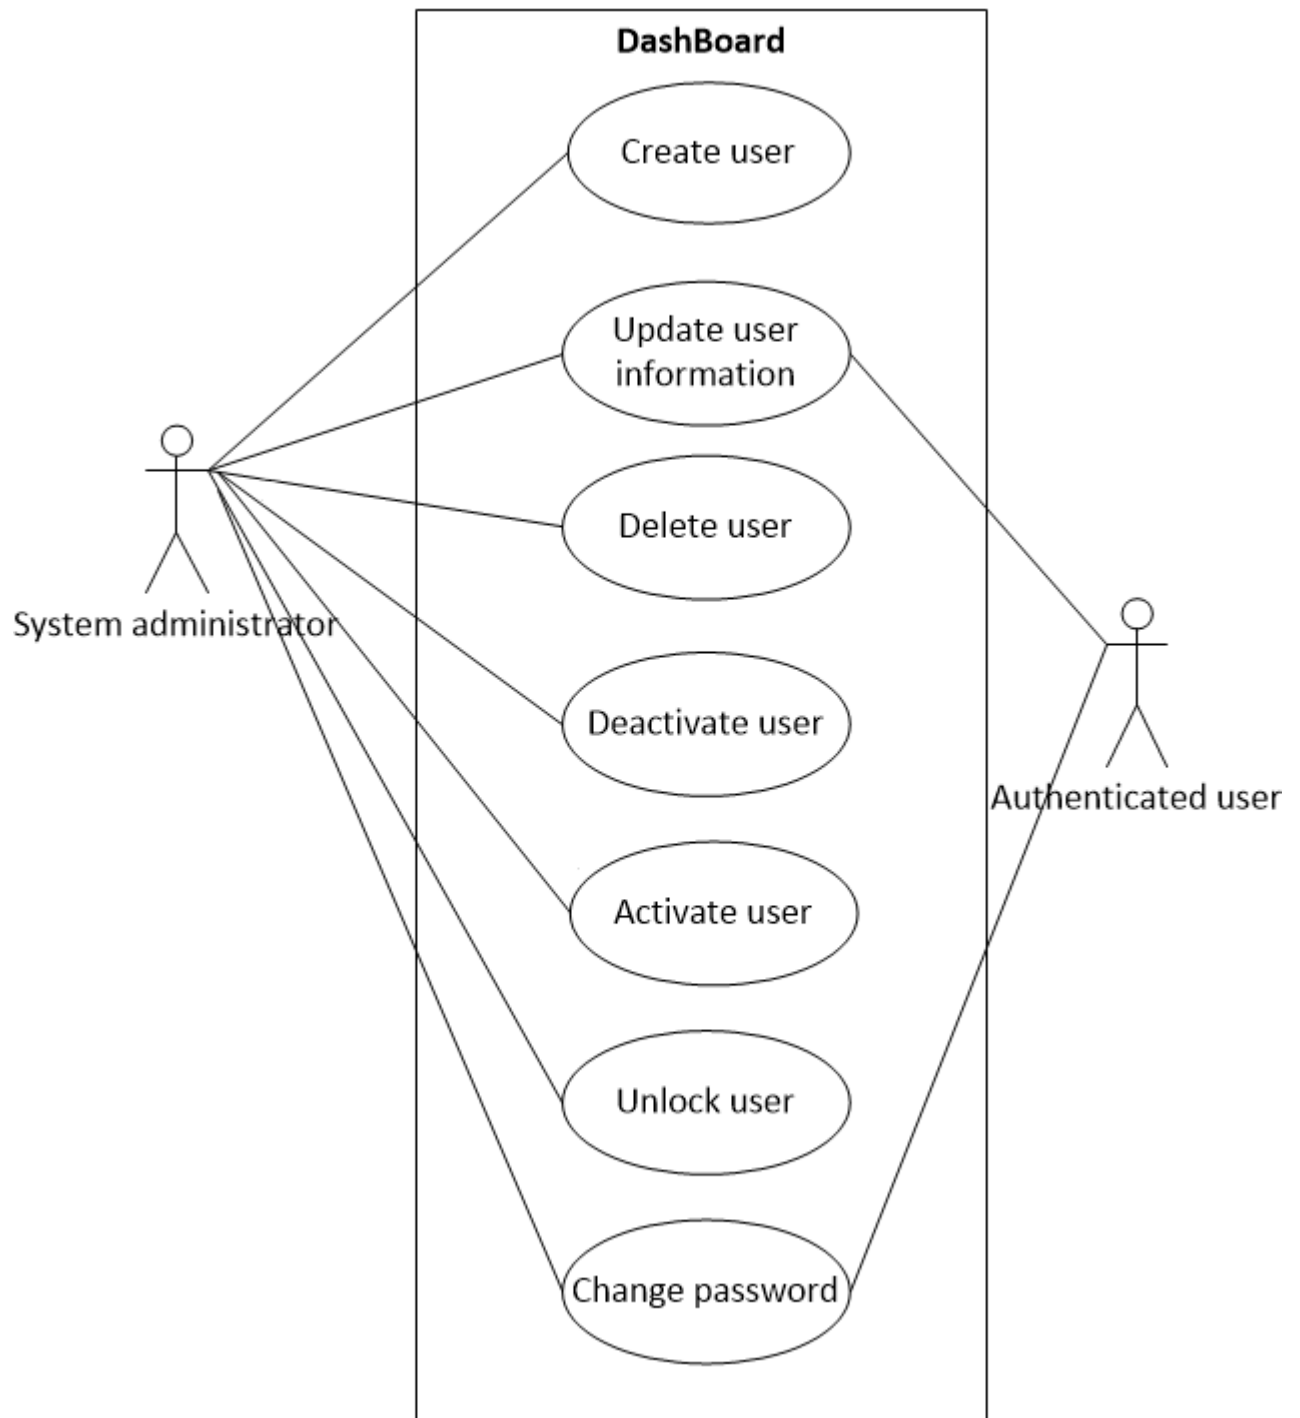 DashBoard
Create user
Update user
information
Delete user
System administrator
Deactivate user
Authenticated user
Activate user
Unlock user
Change password